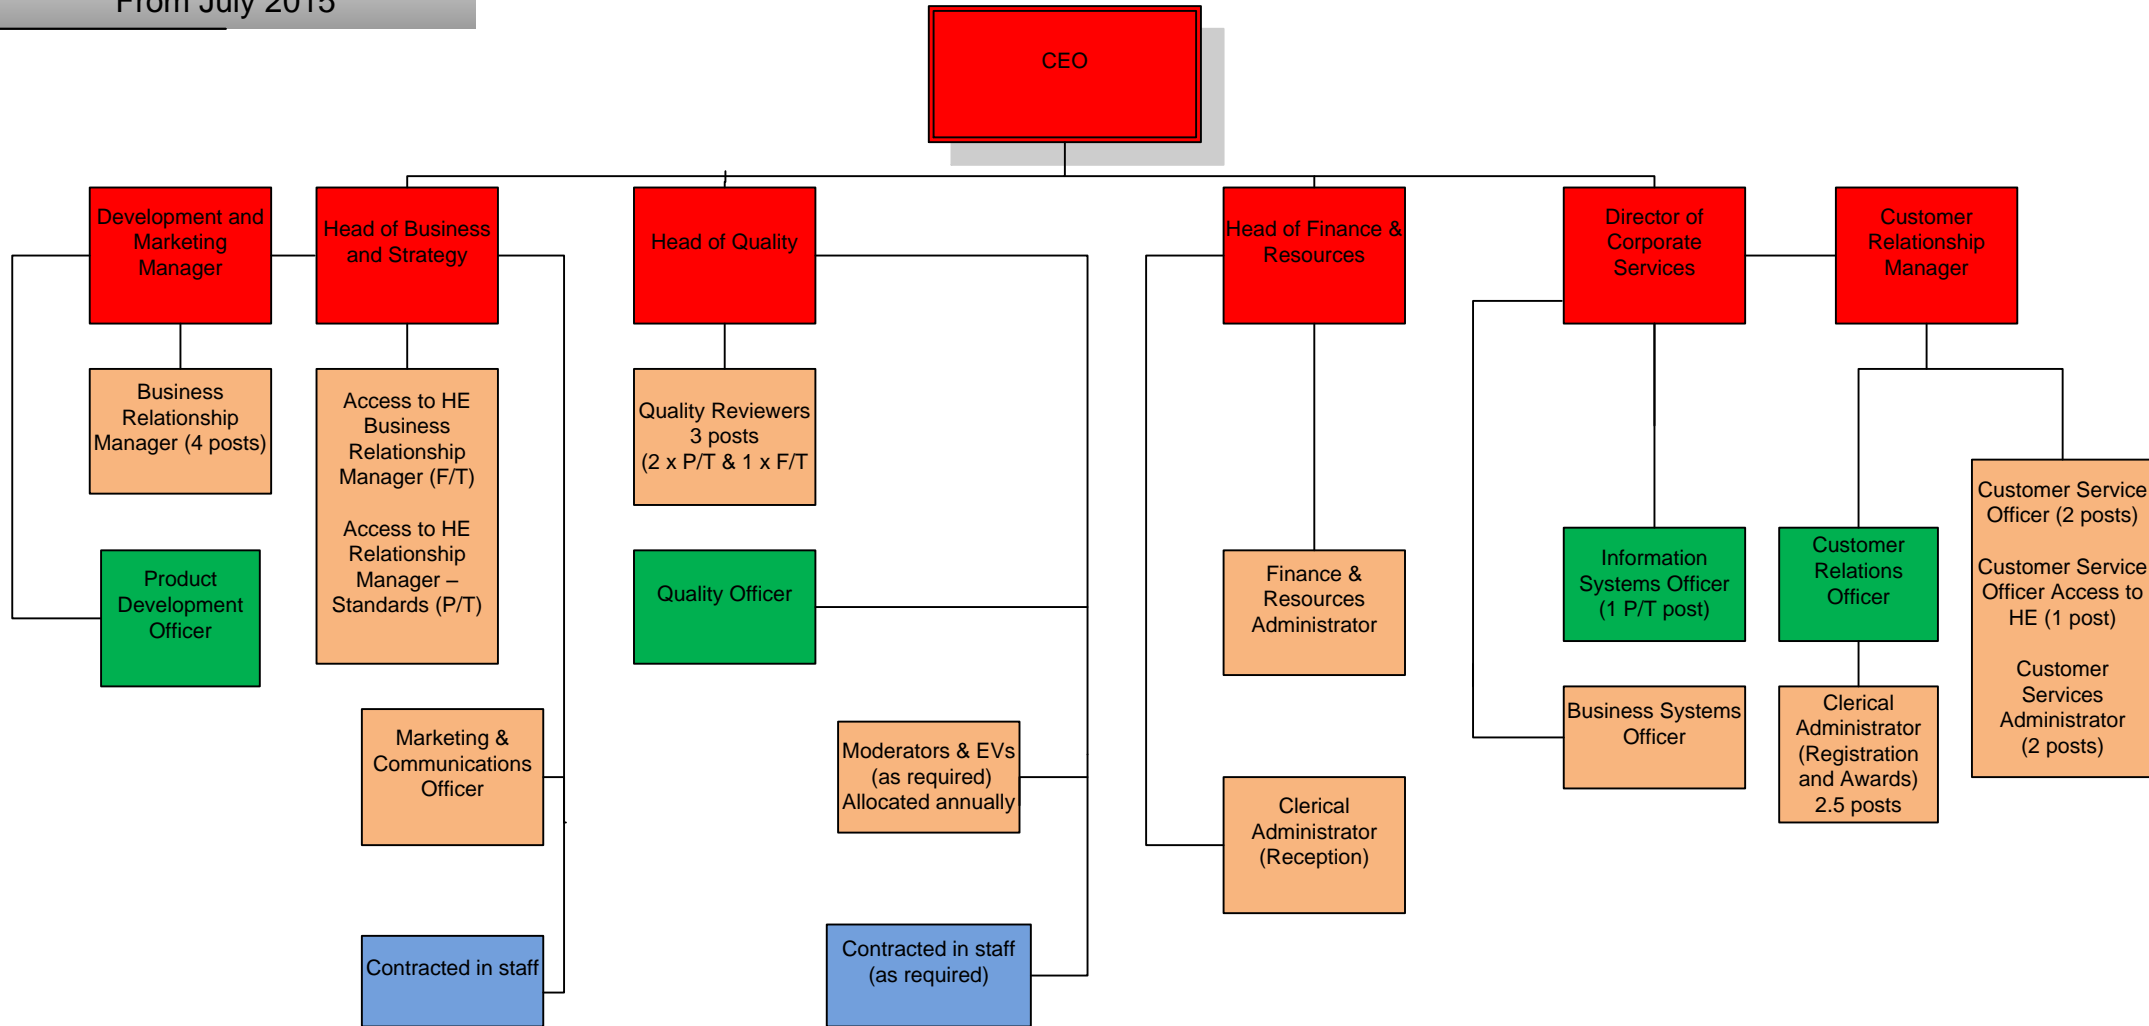 From July 2015
CEO
Development and
Marketing
Manager
Head of Business
and Strategy
Head of Quality
Head of Finance &
Resources
Director of
Corporate
Services
Customer
Relationship
Manager
Business
Relationship
Manager (4 posts)
Access to HE
Business
Relationship
Manager (F/T)
Access to HE
Relationship
Manager –
Standards (P/T)
Quality Reviewers
3 posts
(2 x P/T & 1 x F/T
Customer Service
Officer (2 posts)
Customer Service
Officer Access to
HE (1 post)
Customer
Services
Administrator
(2 posts)
Product
Development
Officer
Quality Officer
Finance &
Resources
Administrator
Information
Systems Officer
(1 P/T post)
Customer
Relations
Officer
Marketing &
Communications
Officer
Moderators & EVs
(as required)
Allocated annually
Clerical
Administrator
(Reception)
Business Systems
Officer
Clerical
Administrator
(Registration
and Awards)
2.5 posts
Contracted in staff
Contracted in staff
(as required)